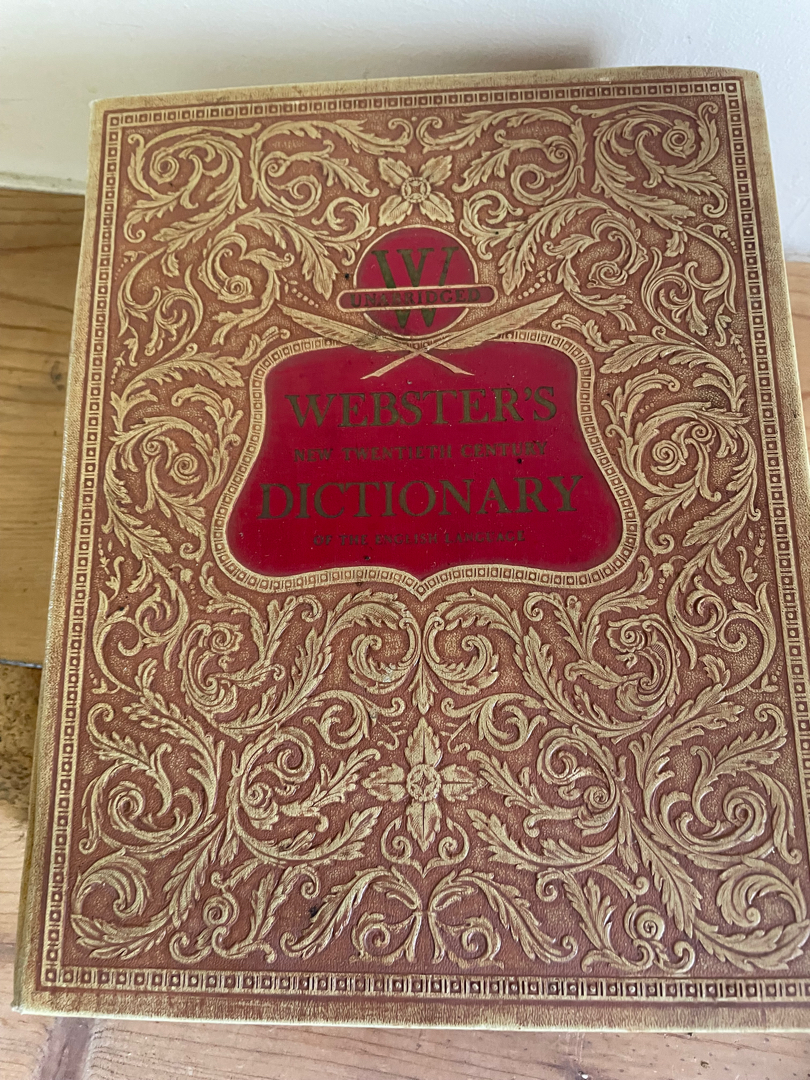 W
UNABRIDGED
WEBSTER'S
NEW TWENTIETH CENTURY
DICTIONARY
OF THE ENGLISH LANGUAGE